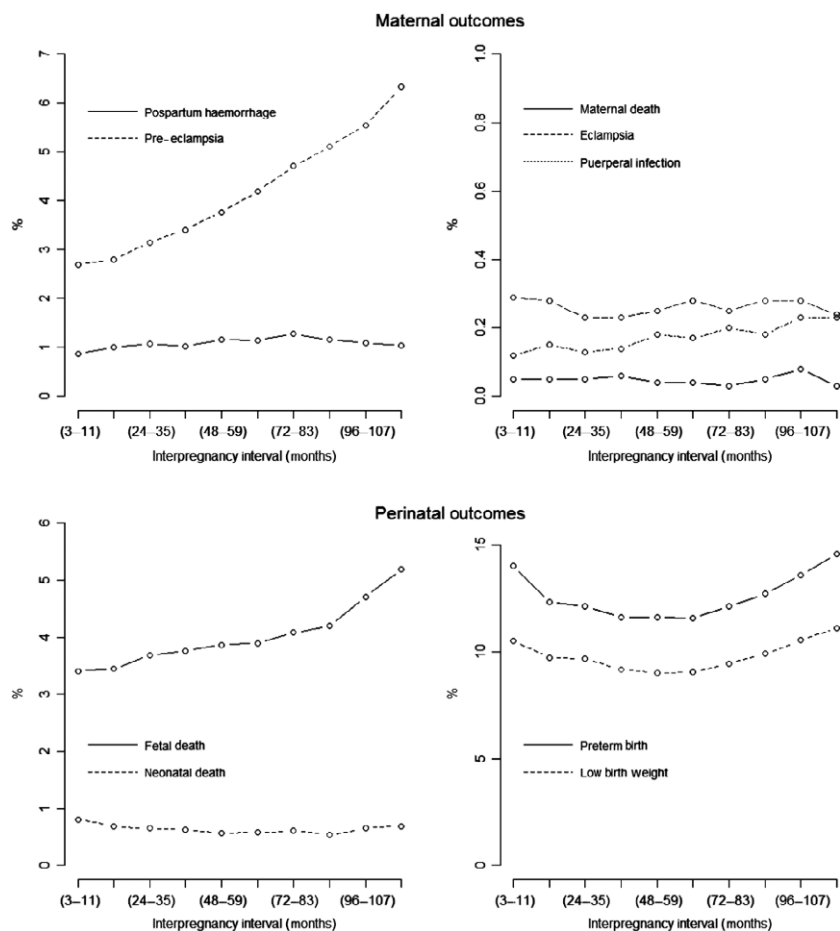 Maternal outcomes
7
6
5
4
3
2
1
0
%
Pospartum haemorrhage
Pre–eclampsia
(3–11) (24–35) (48–59) (72–83) (96–107)
Interpregnancy interval (months)
1.0
0.8
0.6
0.4
0.2
0.0
%
Maternal death
Eclampsia
Puerperal infection
(3–11) (24–35) (48–59) (72–83) (96–107)
Interpregnancy interval (months)
Perinatal outcomes
6
5
4
3
2
1
0
%
Fetal death
Neonatal death
(3–11) (24–35) (48–59) (72–83) (96–107)
Interpregnancy interval (months)
15
10
5
0
%
Preterm birth
Low birth weight
(3–11) (24–35) (48–59) (72–83) (96–107)
Interpregnancy interval (months)